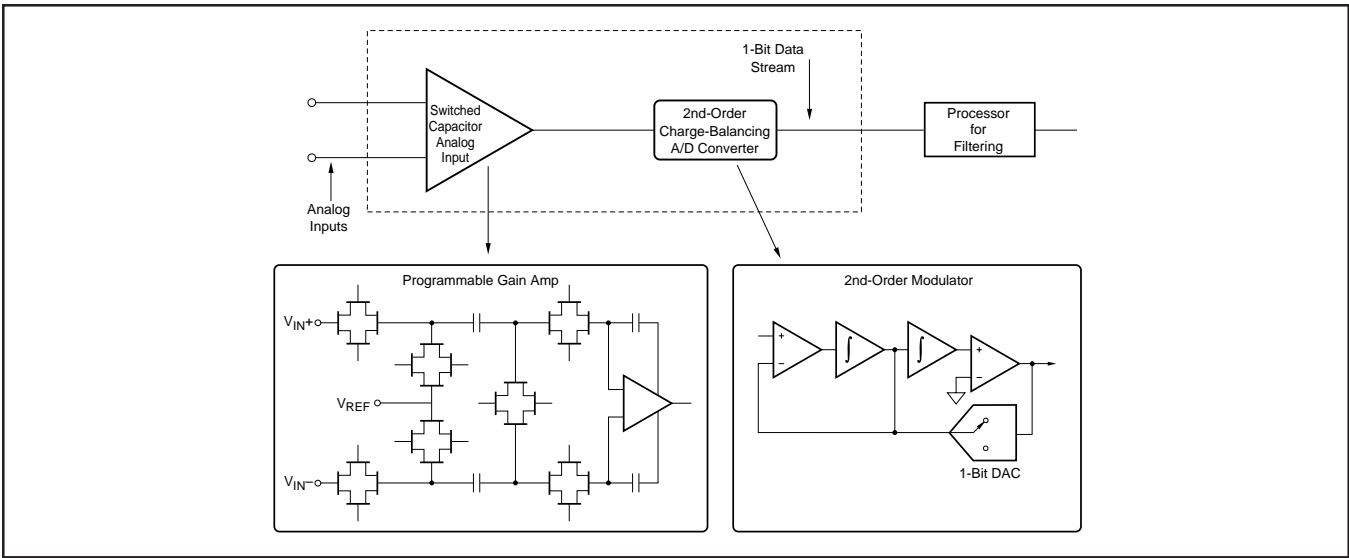 1-Bit Data
Stream
Switched
Capacitor
Analog
Input
2nd-Order
Charge-Balancing
A/D Converter
Processor
for
Filtering
Analog
Inputs
Programmable Gain Amp
VIN+
VREF
VIN–
2nd-Order Modulator
+
–
∫
∫
+
–
1-Bit DAC